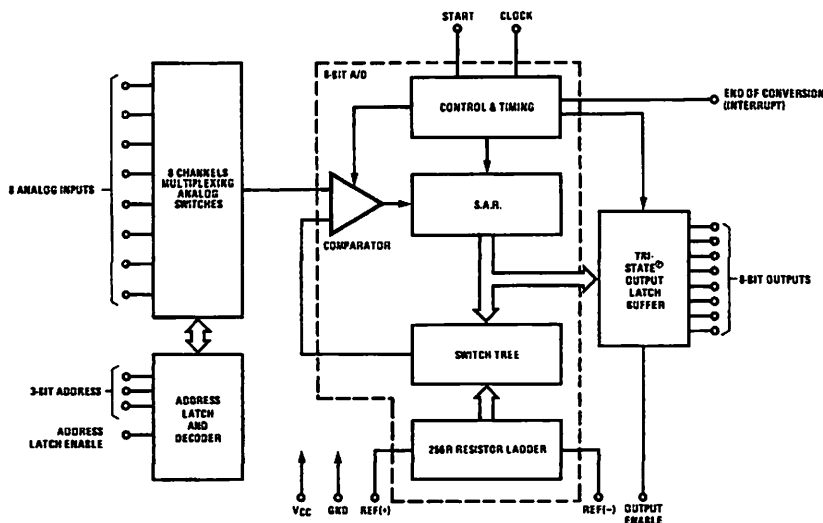 START
CLOCK
8-BIT A/D
CONTROL & TIMING
END OF CONVERSION
(INTERRUPT)
8 ANALOG INPUTS
8 CHANNELS
MULTIPLEXING
ANALOG
SWITCHES
COMPARATOR
S.A.R.
TRI-
STATE®
OUTPUT
LATCH
BUFFER
8-BIT OUTPUTS
SWITCH TREE
3-BIT ADDRESS
ADDRESS
LATCH ENABLE
ADDRESS
LATCH
AND
DECODER
256R RESISTOR LADDER
VCC
GND
REF(+)
REF(−)
OUTPUT
ENABLE